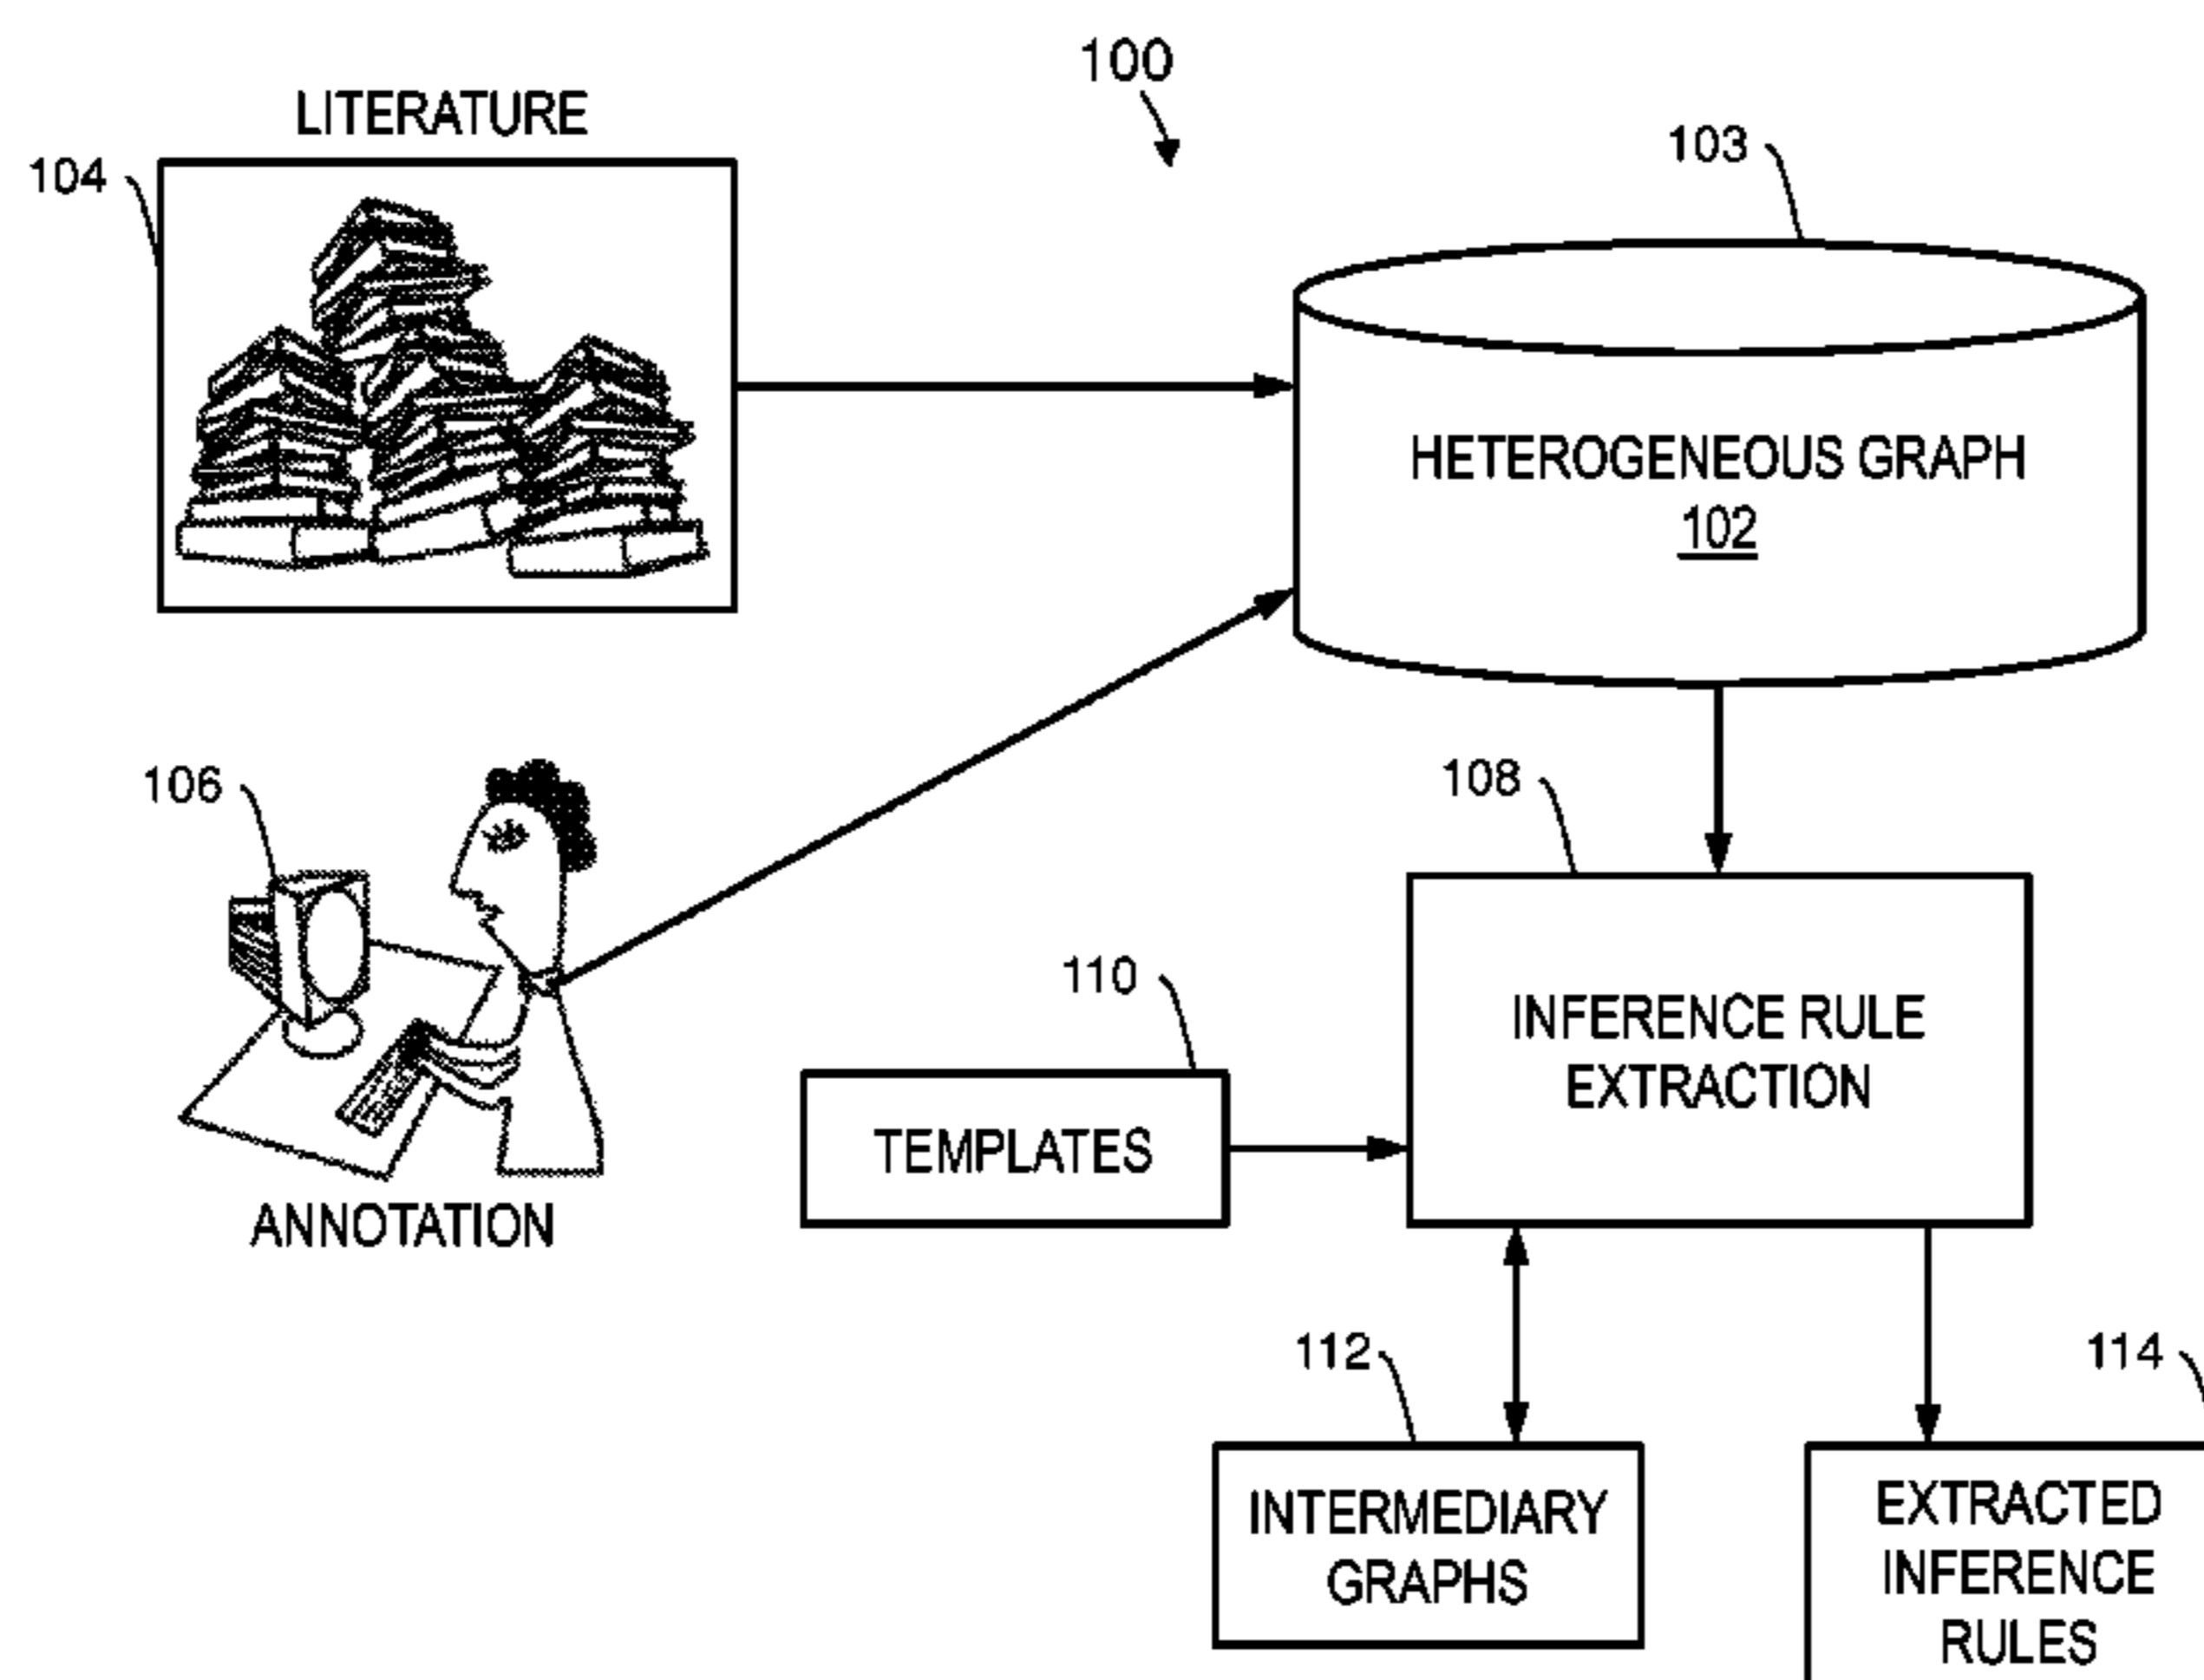 100
LITERATURE
104
103
HETEROGENEOUS GRAPH
102
106
108
110
INFERENCE RULE
EXTRACTION
TEMPLATES
ANNOTATION
112
114
INTERMEDIARY
GRAPHS
EXTRACTED
INFERENCE
RULES